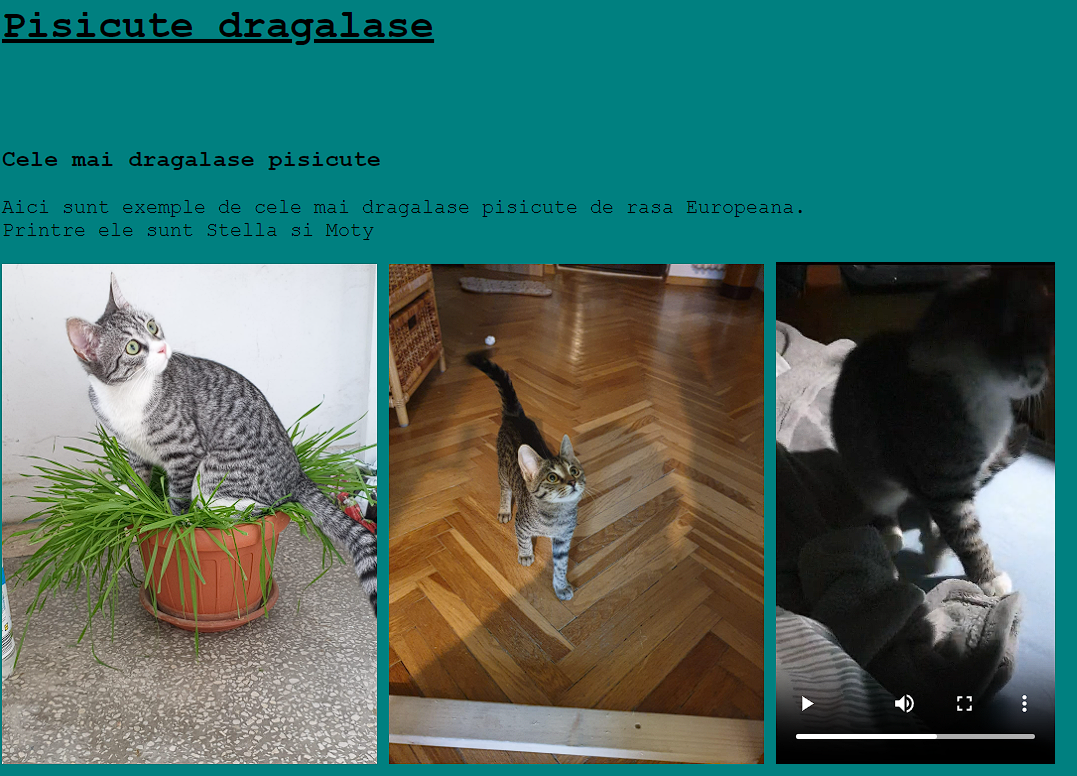 Pisicute dragalase
Cele mai dragalase pisicute
Aici sunt exemple de cele mai dragalase pisicute de rasa Europeana.
Printre ele sunt Stella si Moty